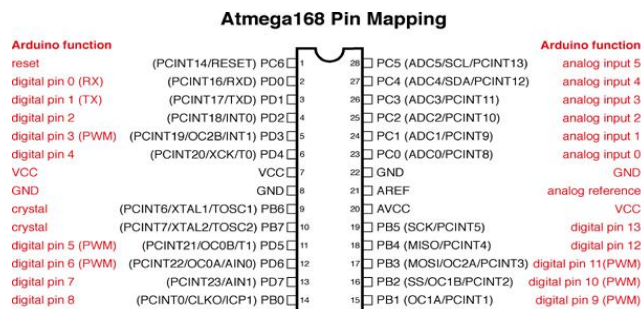 Atmega168 Pin Mapping
Arduino function Arduino function
reset (PCINT14/RESET) PC6 1 28 PC5 (ADC5/SCL/PCINT13) analog input 5
digital pin 0 (RX) (PCINT16/RXD) PD0 2 27 PC4 (ADC4/SDA/PCINT12) analog input 4
digital pin 1 (TX) (PCINT17/TXD) PD1 3 26 PC3 (ADC3/PCINT11) analog input 3
digital pin 2 (PCINT18/INT0) PD2 4 25 PC2 (ADC2/PCINT10) analog input 2
digital pin 3 (PWM) (PCINT19/OC2B/INT1) PD3 5 24 PC1 (ADC1/PCINT9) analog input 1
digital pin 4 (PCINT20/XCK/T0) PD4 6 23 PC0 (ADC0/PCINT8) analog input 0
VCC VCC 7 22 GND GND
GND GND 8 21 AREF analog reference
crystal (PCINT6/XTAL1/TOSC1) PB6 9 20 AVCC VCC
crystal (PCINT7/XTAL2/TOSC2) PB7 10 19 PB5 (SCK/PCINT5) digital pin 13
digital pin 5 (PWM) (PCINT21/OC0B/T1) PD5 11 18 PB4 (MISO/PCINT4) digital pin 12
digital pin 6 (PWM) (PCINT22/OC0A/AIN0) PD6 12 17 PB3 (MOSI/OC2A/PCINT3) digital pin 11(PWM)
digital pin 7 (PCINT23/AIN1) PD7 13 16 PB2 (SS/OC1B/PCINT2) digital pin 10 (PWM)
digital pin 8 (PCINT0/CLKO/ICP1) PB0 14 15 PB1 (OC1A/PCINT1) digital pin 9 (PWM)